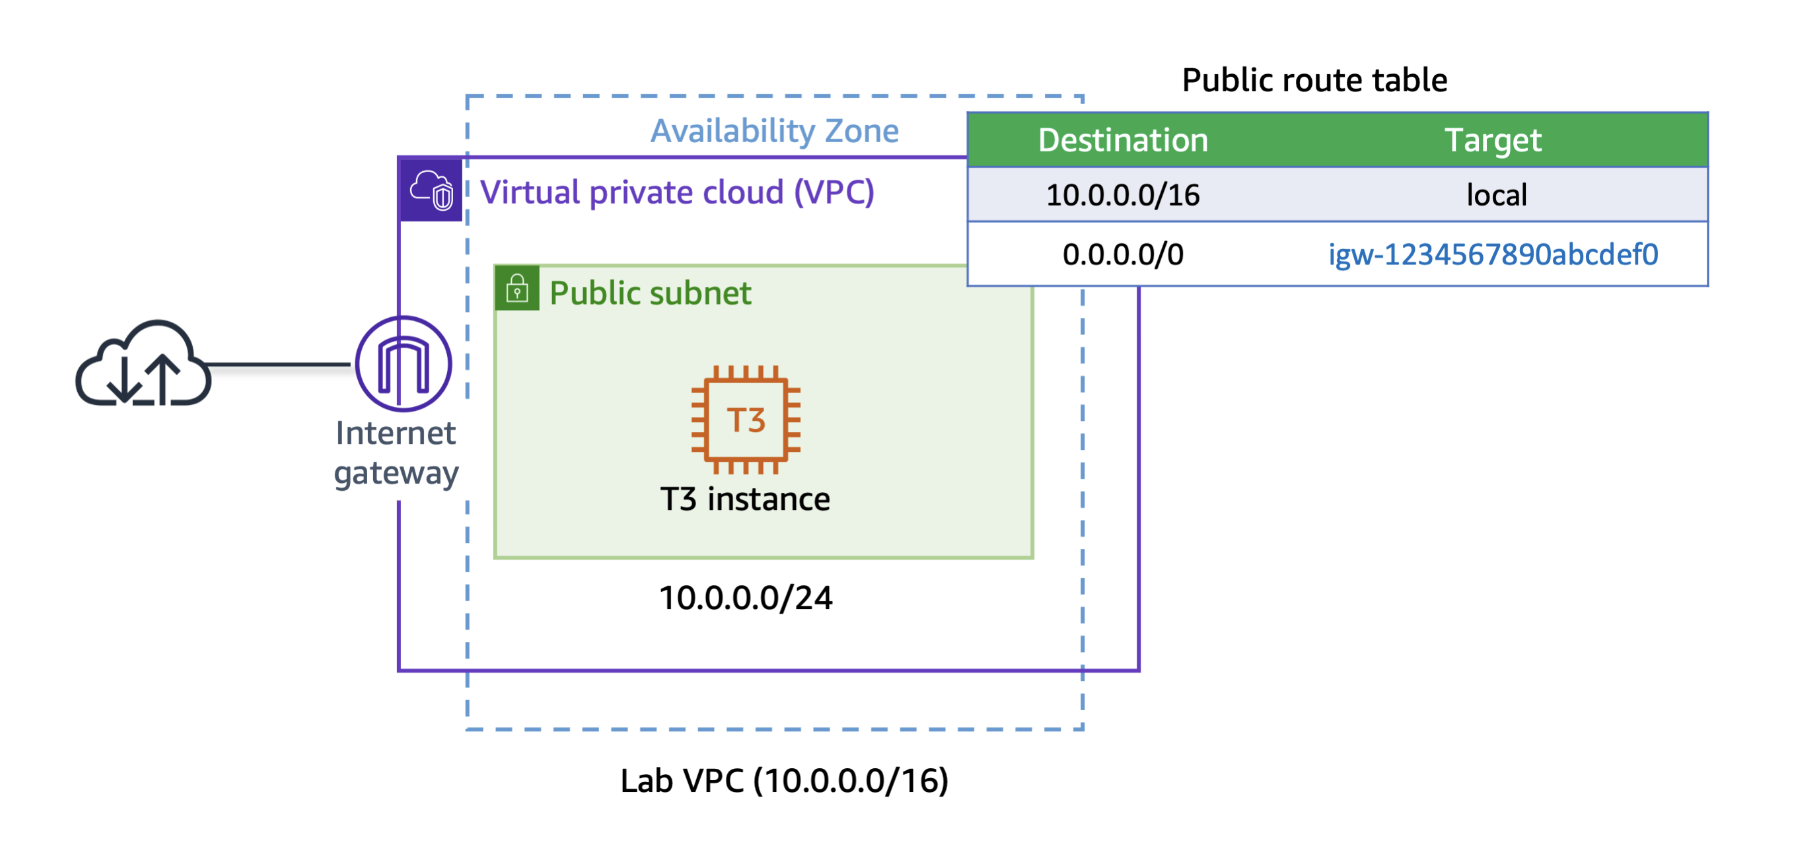 Public route table
Availability Zone
Destination Target
Virtual private cloud (VPC)
10.0.0.0/16 local
0.0.0.0/0 igw-1234567890abcdef0
Public subnet
T3
Internet
gateway
T3 instance
10.0.0.0/24
Lab VPC (10.0.0.0/16)